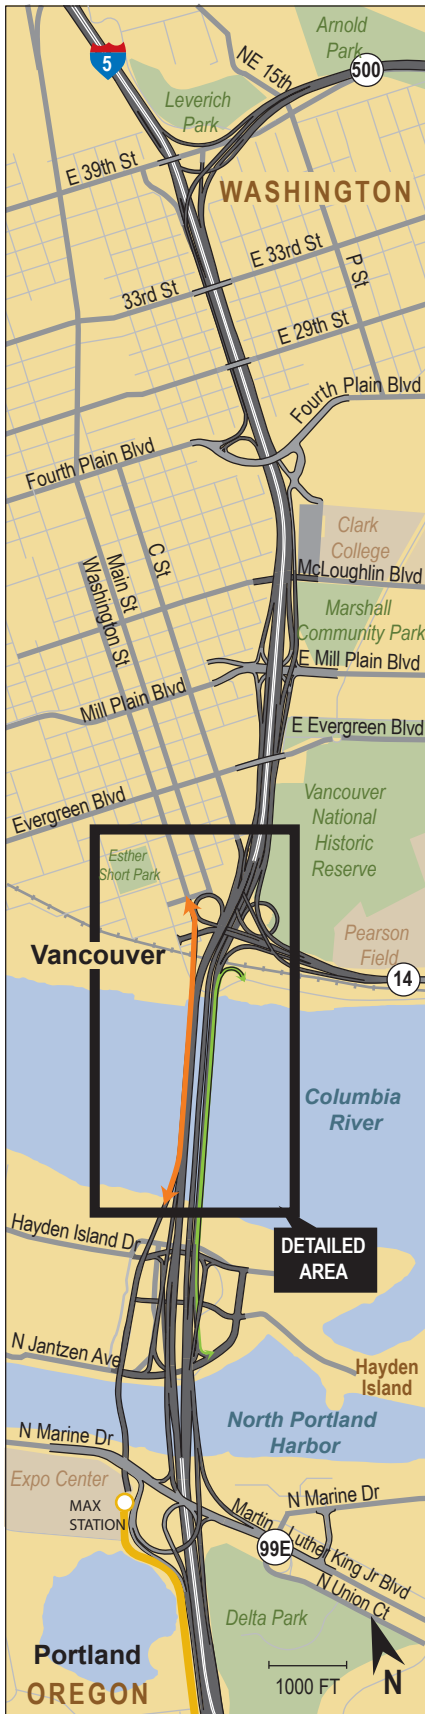 Arnold
Park
5
NE 15th
500
Leverich
Park
E 39th St
WASHINGTON
E 33rd St
33rd St
P St
E 29th St
Fourth Plain Blvd
Fourth Plain Blvd
Clark
College
C St
Main St
Washington St
McLoughlin Blvd
Marshall
Community Park
E Mill Plain Blvd
Mill Plain Blvd
E Evergreen Blvd
Evergreen Blvd
Vancouver
National
Historic
Reserve
Esther
Short Park
Pearson
Field
Vancouver
14
Columbia
River
Hayden Island Dr
DETAILED
AREA
N Jantzen Ave
Hayden
Island
North Portland
Harbor
N Marine Dr
Expo Center
MAX
STATION
N Marine Dr
Martin Luther King Jr Blvd
99E
N Union Ct
Delta Park
Portland
OREGON
1000 FT
N